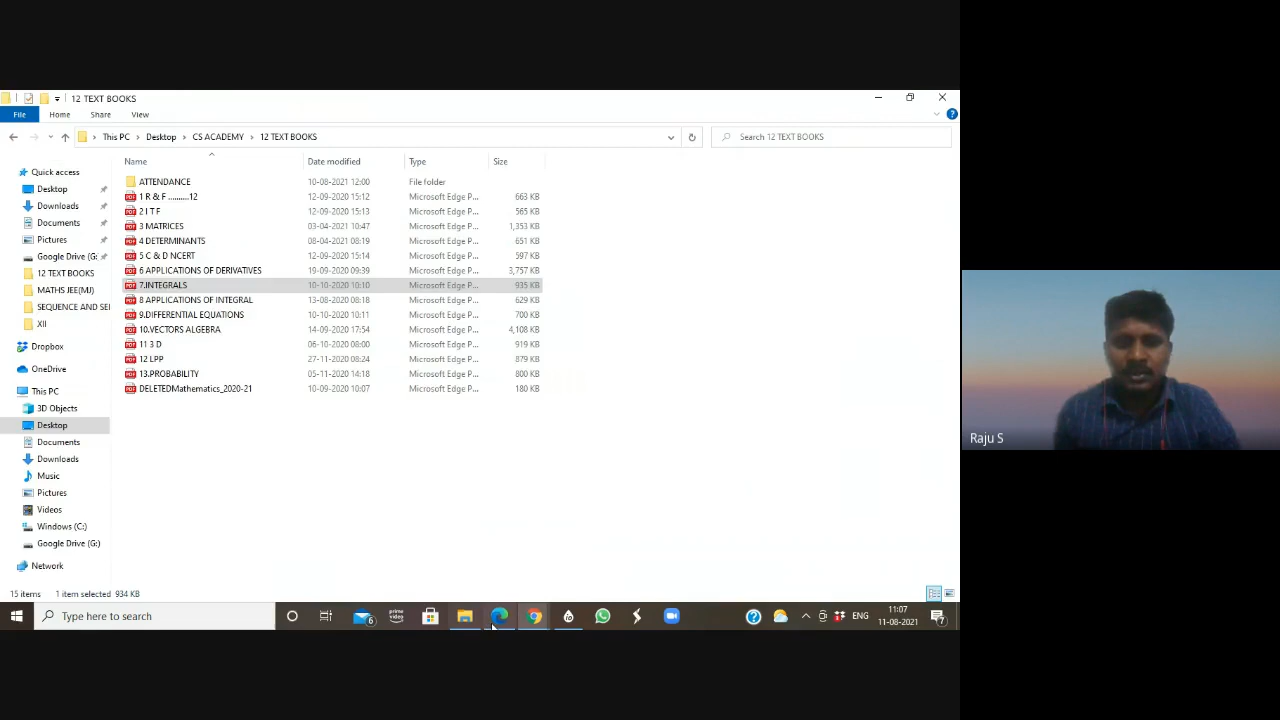 12 TEXT BOOKS
File Home Share View
This PC Desktop CS ACADEMY 12 TEXT BOOKS
Search 12 TEXT BOOKS
Name Date modified Type Size
ATTENDANCE 10-08-2021 12:00 File folder
1 R & F ..........12 12-09-2020 15:12 Microsoft Edge P... 663 KB
2 I T F 12-09-2020 15:13 Microsoft Edge P... 565 KB
3 MATRICES 03-04-2021 10:47 Microsoft Edge P... 1,353 KB
4 DETERMINANTS 08-04-2021 08:19 Microsoft Edge P... 651 KB
5 C & D NCERT 12-09-2020 15:14 Microsoft Edge P... 597 KB
6 APPLICATIONS OF DERIVATIVES 19-09-2020 09:39 Microsoft Edge P... 3,757 KB
7.INTEGRALS 10-10-2020 10:10 Microsoft Edge P... 935 KB
8 APPLICATIONS OF INTEGRAL 13-08-2020 08:18 Microsoft Edge P... 629 KB
9.DIFFERENTIAL EQUATIONS 10-10-2020 10:11 Microsoft Edge P... 700 KB
10.VECTORS ALGEBRA 14-09-2020 17:54 Microsoft Edge P... 4,108 KB
11 3 D 06-10-2020 08:00 Microsoft Edge P... 919 KB
12 LPP 27-11-2020 08:24 Microsoft Edge P... 879 KB
13.PROBABILITY 05-11-2020 14:18 Microsoft Edge P... 800 KB
DELETEDMathematics_2020-21 10-09-2020 10:07 Microsoft Edge P... 180 KB
Quick access
Desktop
Downloads
Documents
Pictures
Google Drive (G:
12 TEXT BOOKS
MATHS JEE(MJ)
SEQUENCE AND SEI
XII
Dropbox
OneDrive
This PC
3D Objects
Desktop
Documents
Downloads
Music
Pictures
Videos
Windows (C:)
Google Drive (G:)
Network
15 items 1 item selected 934 KB
Type here to search
6
prime video
ENG
11:07
11-08-2021
7
Raju S